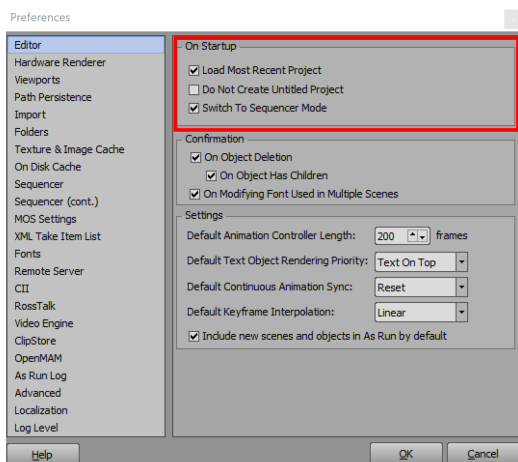 Preferences
Editor
Hardware Renderer
Viewports
Path Persistence
Import
Folders
Texture & Image Cache
On Disk Cache
Sequencer
Sequencer (cont.)
MOS Settings
XML Take Item List
Fonts
Remote Server
CII
RossTalk
Video Engine
ClipStore
OpenMAM
As Run Log
Advanced
Localization
Log Level
On Startup
Load Most Recent Project
Do Not Create Untitled Project
Switch To Sequencer Mode
Confirmation
On Object Deletion
On Object Has Children
On Modifying Font Used in Multiple Scenes
Settings
Default Animation Controller Length: 200 frames
Default Text Object Rendering Priority: Text On Top
Default Continuous Animation Sync: Reset
Default Keyframe Interpolation: Linear
Include new scenes and objects in As Run by default
Help OK Cancel